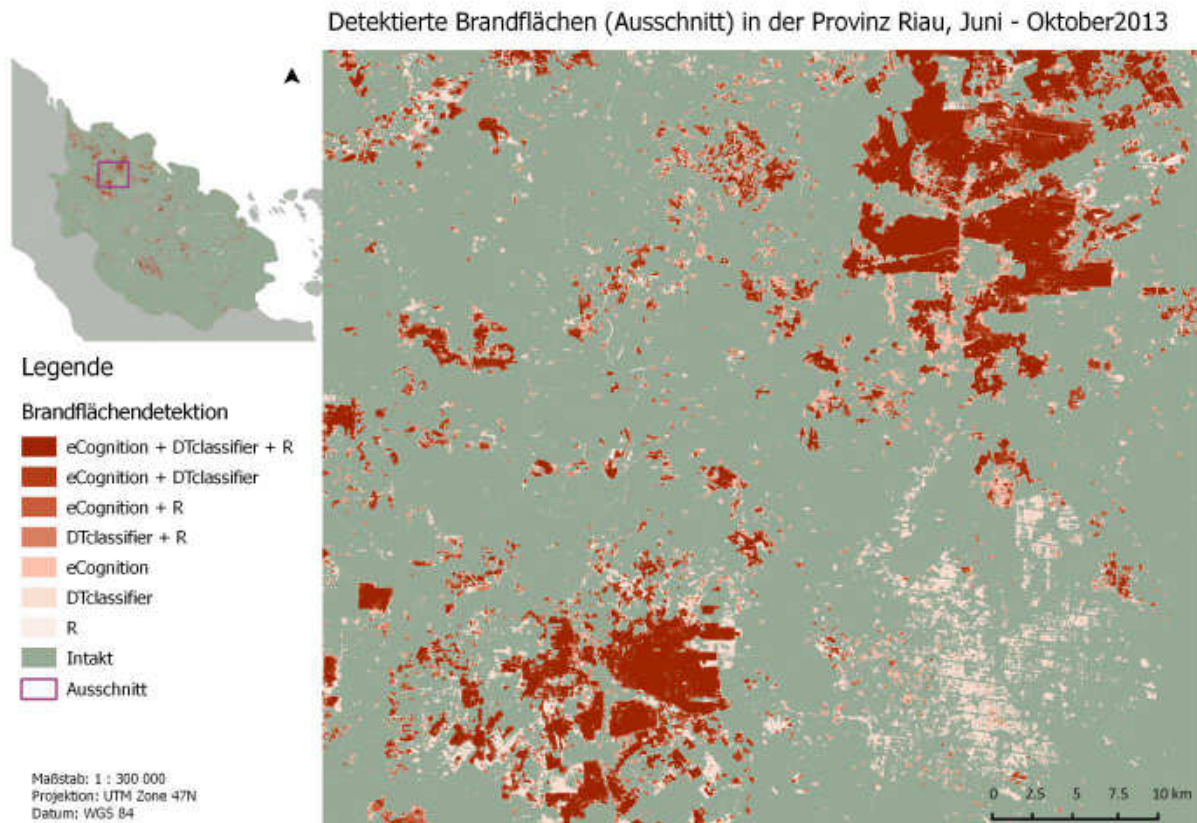 Detektierte Brandflächen (Ausschnitt) in der Provinz Riau, Juni - Oktober2013
Legende
Brandflächendetektion
eCognition + DTclassifier + R
eCognition + DTclassifier
eCognition + R
DTclassifier + R
eCognition
DTclassifier
R
Intakt
Ausschnitt
Maßstab: 1 : 300 000
Projektion: UTM Zone 47N
Datum: WGS 84
0 2.5 5 7.5 10 km